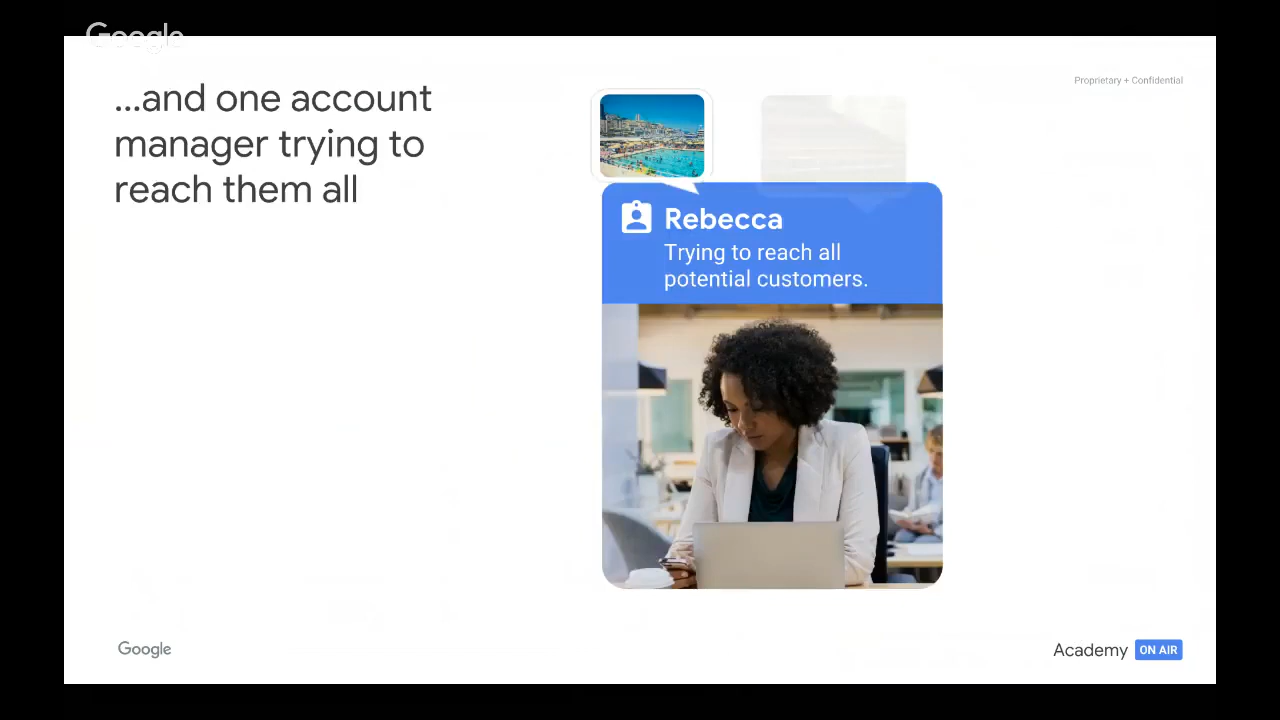 Google
...and one account
manager trying to
reach them all
Proprietary + Confidential
Rebecca
Trying to reach all
potential customers.
Google
Academy ON AIR